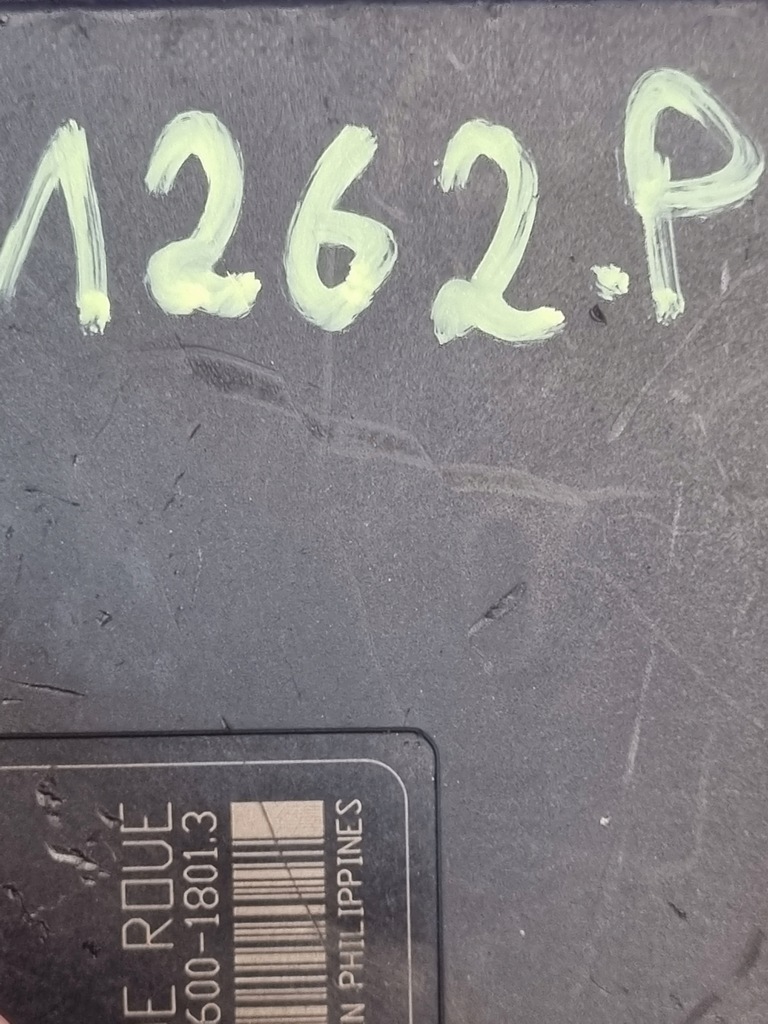 1262.P
E ROUE
600-1801.3
N PHILIPPINES